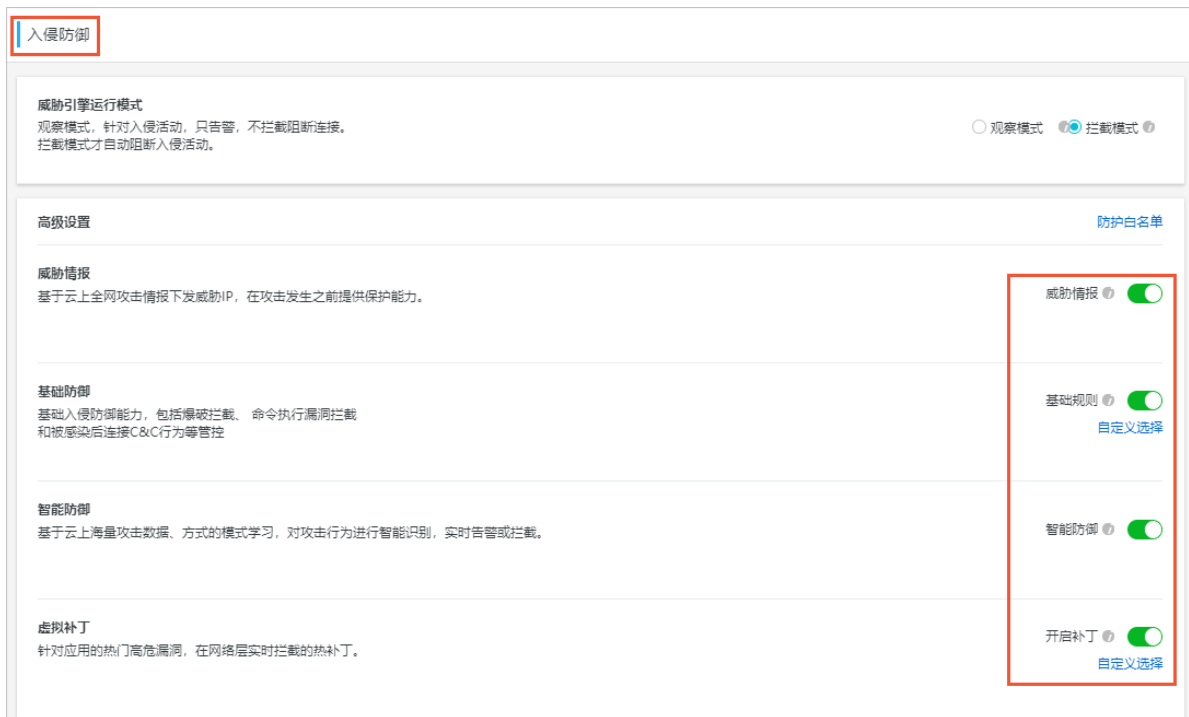 入侵防御
威胁引擎运行模式
观察模式，针对入侵活动，只告警，不拦截阻断连接。
拦截模式才自动阻断入侵活动。
观察模式 拦截模式
高级设置
防护白名单
威胁情报
基于云上全网攻击情报下发威胁IP，在攻击发生之前提供保护能力。
威胁情报
基础防御
基础入侵防御能力，包括爆破拦截、 命令执行漏洞拦截
和被感染后连接C&C行为等管控
基础规则
自定义选择
智能防御
基于云上海量攻击数据、方式的模式学习，对攻击行为进行智能识别，实时告警或拦截。
智能防御
虚拟补丁
针对应用的热门高危漏洞，在网络层实时拦截的热补丁。
开启补丁
自定义选择